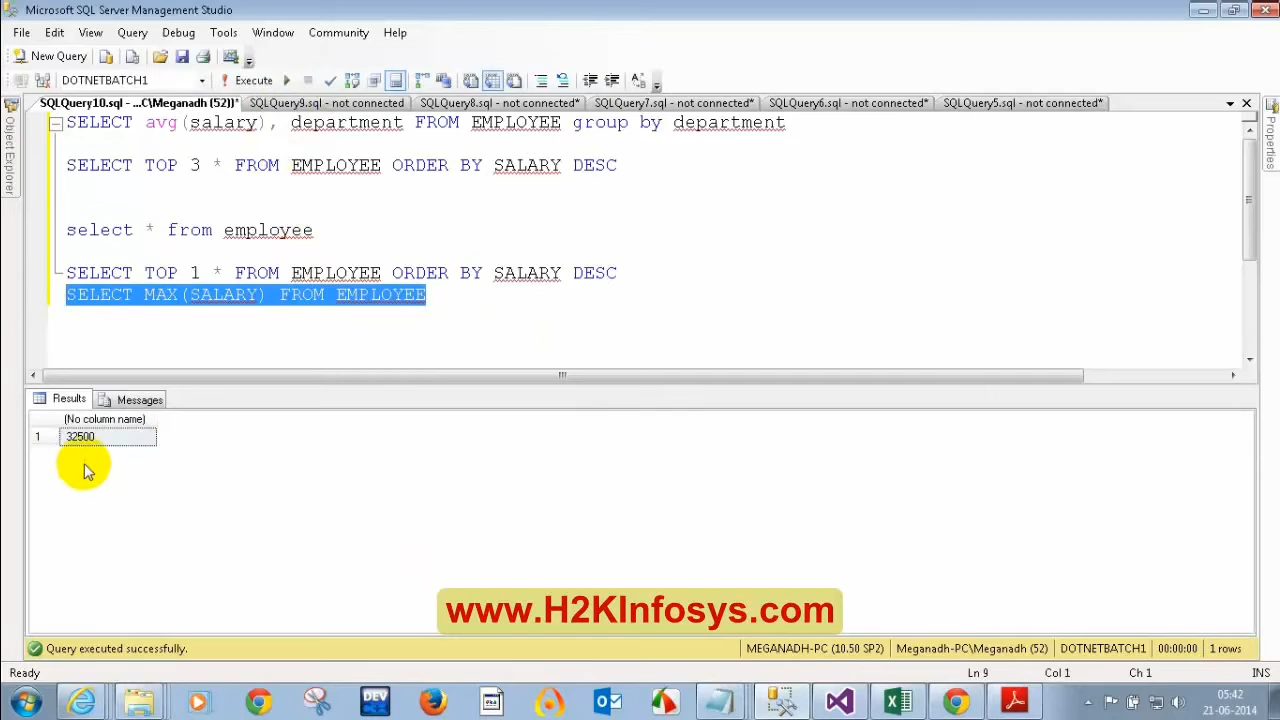 Microsoft SQL Server Management Studio
File Edit View Query Debug Tools Window Community Help
New Query
DOTNETBATCH1 Execute
SQLQuery10.sql - ...C\Meganadh (52))* SQLQuery9.sql - not connected SQLQuery8.sql - not connected* SQLQuery7.sql - not connected* SQLQuery6.sql - not connected* SQLQuery5.sql - not connected*
Object Explorer
Properties
SELECT avg(salary), department FROM EMPLOYEE group by department
SELECT TOP 3 * FROM EMPLOYEE ORDER BY SALARY DESC
select * from employee
SELECT TOP 1 * FROM EMPLOYEE ORDER BY SALARY DESC
SELECT MAX(SALARY) FROM EMPLOYEE
Results Messages
(No column name)
1 32500
www.H2KInfosys.com
Query executed successfully. MEGANADH-PC (10.50 SP2) Meganadh-PC\Meganadh (52) DOTNETBATCH1 00:00:00 1 rows
Ready Ln 9 Col 1 Ch 1 INS
DEV
05:42
21-06-2014